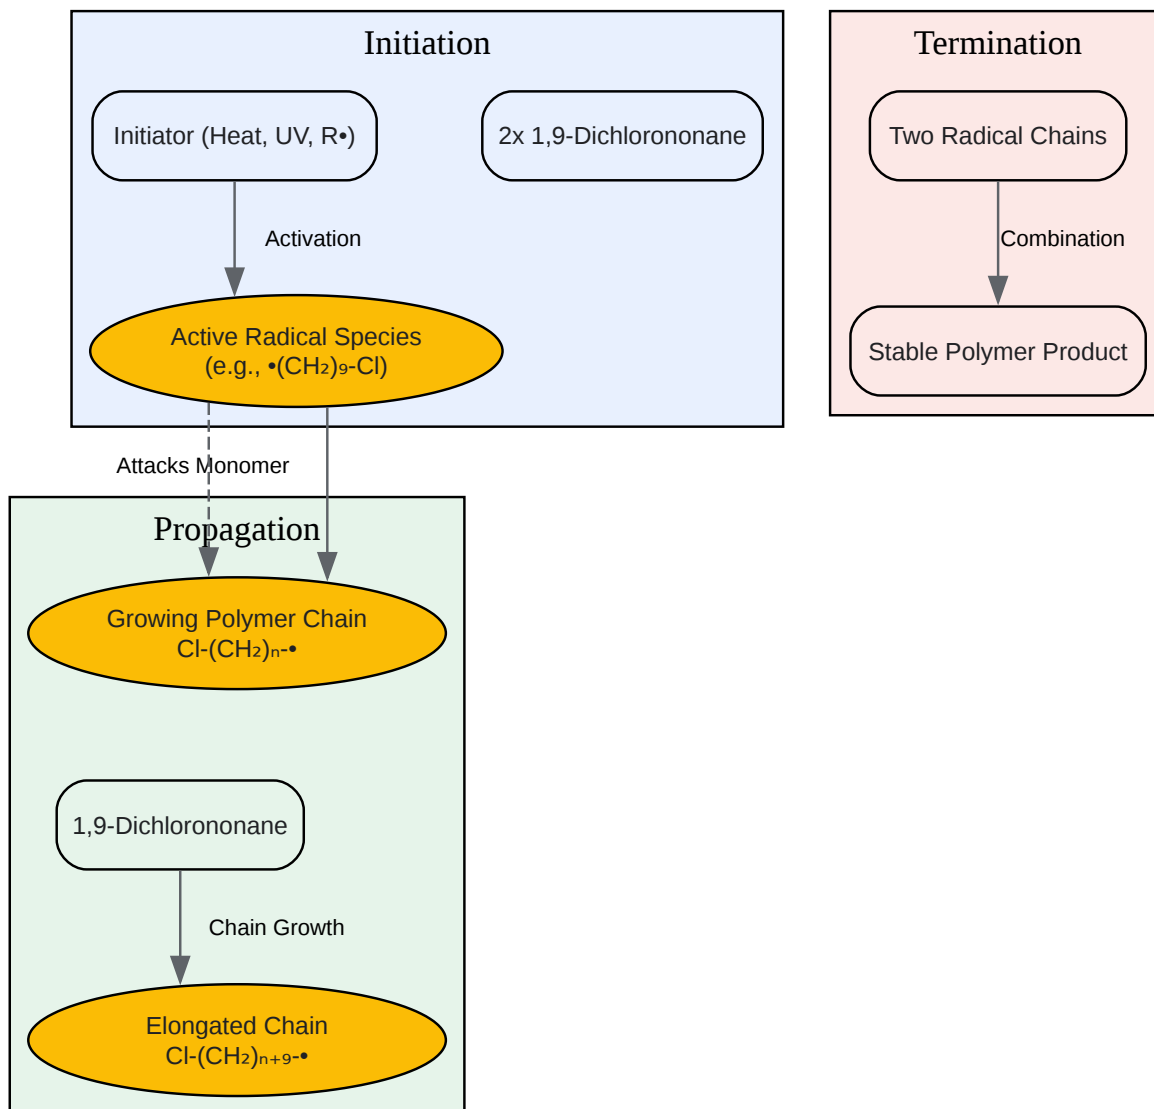 Initiation
Initiator (Heat, UV, R•)
2x 1,9-Dichlorononane
Activation
Active Radical Species
(e.g., •(CH₂)₉-Cl)
Attacks Monomer
Propagation
Growing Polymer Chain
Cl-(CH₂)ₙ-•
1,9-Dichlorononane
Chain Growth
Elongated Chain
Cl-(CH₂)ₙ₊₉-•
Termination
Two Radical Chains
Combination
Stable Polymer Product